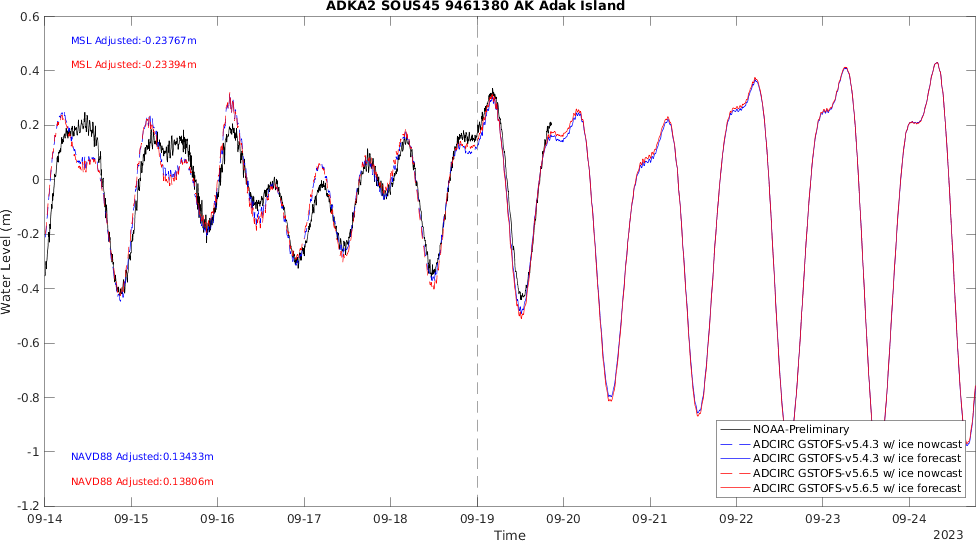 ADKA2 SOUS45 9461380 AK Adak Island
0.6
0.4
0.2
0
-0.2
-0.4
-0.6
-0.8
-1
-1.2
Water Level (m)
MSL Adjusted:-0.23767m
MSL Adjusted:-0.23394m
NAVD88 Adjusted:0.13433m
NAVD88 Adjusted:0.13806m
NOAA-Preliminary
ADCIRC GSTOFS-v5.4.3 w/ ice nowcast
ADCIRC GSTOFS-v5.4.3 w/ ice forecast
ADCIRC GSTOFS-v5.6.5 w/ ice nowcast
ADCIRC GSTOFS-v5.6.5 w/ ice forecast
09-14 09-15 09-16 09-17 09-18 09-19 09-20 09-21 09-22 09-23 09-24
Time
2023